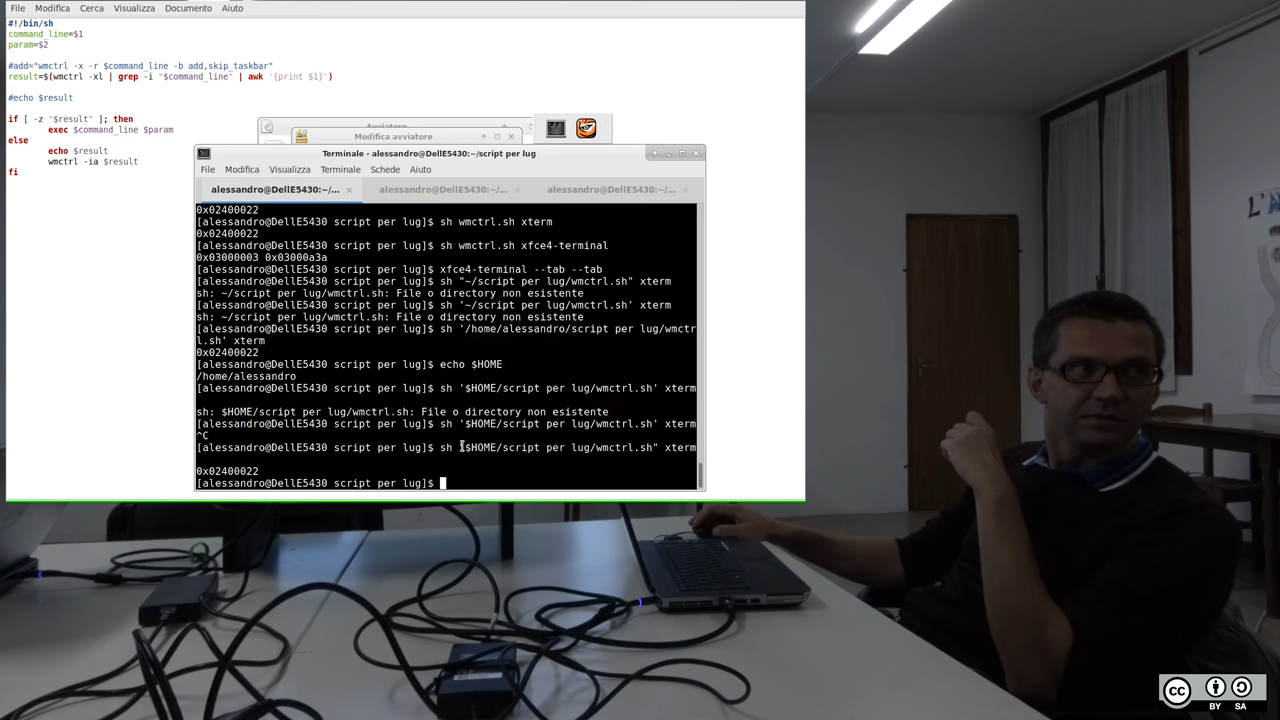 File Modifica Cerca Visualizza Documento Aiuto
#!/bin/sh
command_line=$1
param=$2
#add="wmctrl -x -r $command_line -b add,skip_taskbar"
result=$(wmctrl -xl | grep -i "$command_line" | awk '{print $1}')
#echo $result
if [ -z "$result" ]; then
exec $command_line $param
else
echo $result
wmctrl -ia $result
fi
Avviatore
Modifica avviatore
Terminale - alessandro@DellE5430:~/script per lug
File Modifica Visualizza Terminale Schede Aiuto
alessandro@DellE5430:~/... alessandro@DellE5430:~/... alessandro@DellE5430:~/...
0x02400022
[alessandro@DellE5430 script per lug]$ sh wmctrl.sh xterm
0x02400022
[alessandro@DellE5430 script per lug]$ sh wmctrl.sh xfce4-terminal
0x03000003 0x03000a3a
[alessandro@DellE5430 script per lug]$ xfce4-terminal --tab --tab
[alessandro@DellE5430 script per lug]$ sh "~/script per lug/wmctrl.sh" xterm
sh: ~/script per lug/wmctrl.sh: File o directory non esistente
[alessandro@DellE5430 script per lug]$ sh '~/script per lug/wmctrl.sh' xterm
sh: ~/script per lug/wmctrl.sh: File o directory non esistente
[alessandro@DellE5430 script per lug]$ sh '/home/alessandro/script per lug/wmctr
l.sh' xterm
0x02400022
[alessandro@DellE5430 script per lug]$ echo $HOME
/home/alessandro
[alessandro@DellE5430 script per lug]$ sh '$HOME/script per lug/wmctrl.sh' xterm
sh: $HOME/script per lug/wmctrl.sh: File o directory non esistente
[alessandro@DellE5430 script per lug]$ sh '$HOME/script per lug/wmctrl.sh' xterm
^C
[alessandro@DellE5430 script per lug]$ sh "$HOME/script per lug/wmctrl.sh" xterm
0x02400022
[alessandro@DellE5430 script per lug]$
cc
BY SA